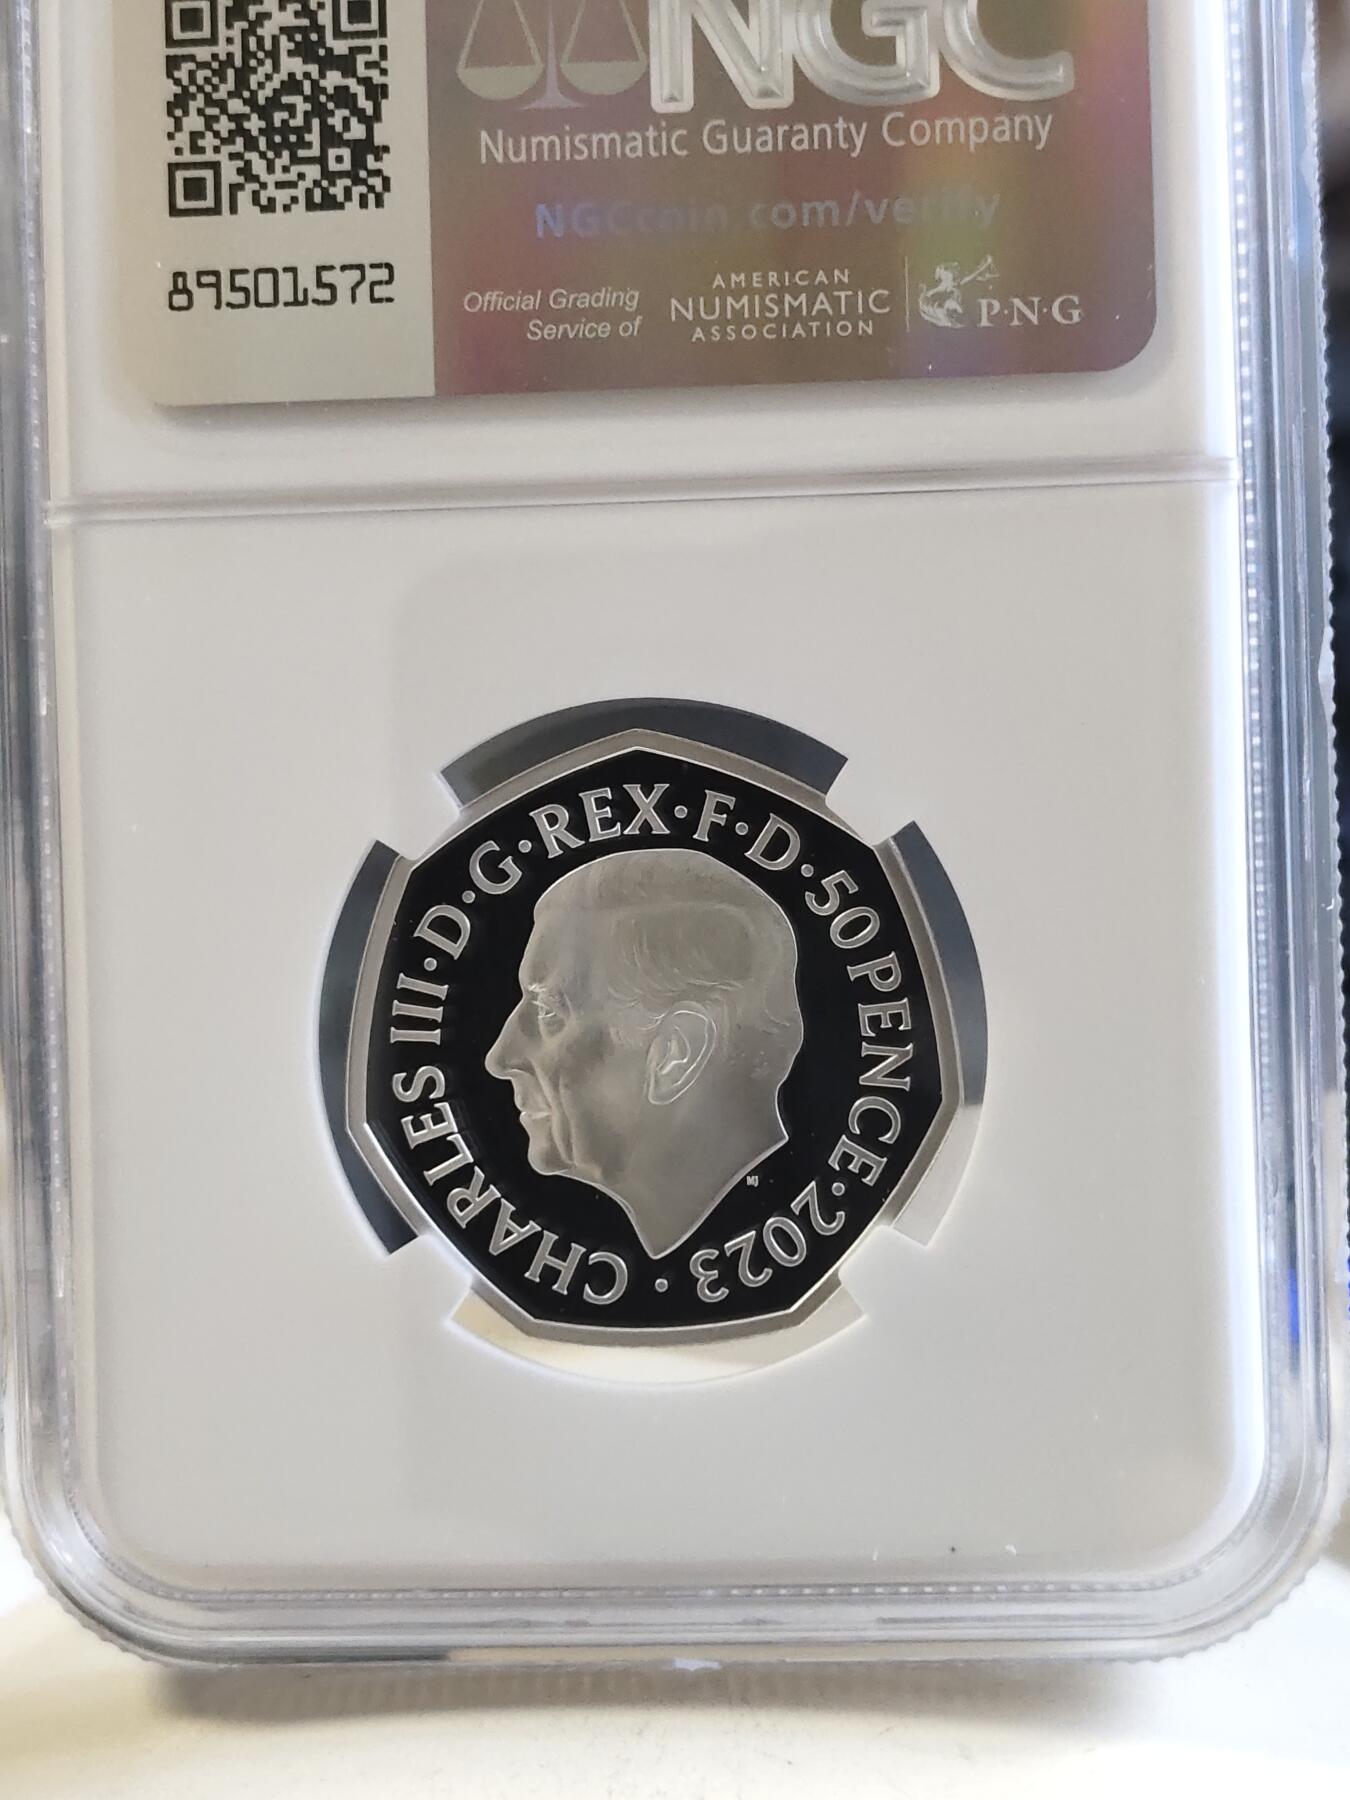 NGC
Numismatic Guaranty Company
NGCcoin.com/verify
89501572
Official Grading
Service of
AMERICAN
NUMISMATIC
ASSOCIATION
P·N·G
CHARLES III·D·G·REX·F·D·50 PENCE·2023·
MJ